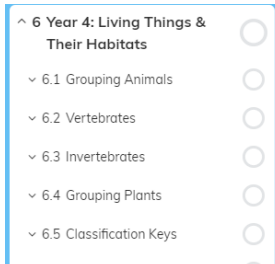 6 Year 4: Living Things &
Their Habitats
6.1 Grouping Animals
6.2 Vertebrates
6.3 Invertebrates
6.4 Grouping Plants
6.5 Classification Keys